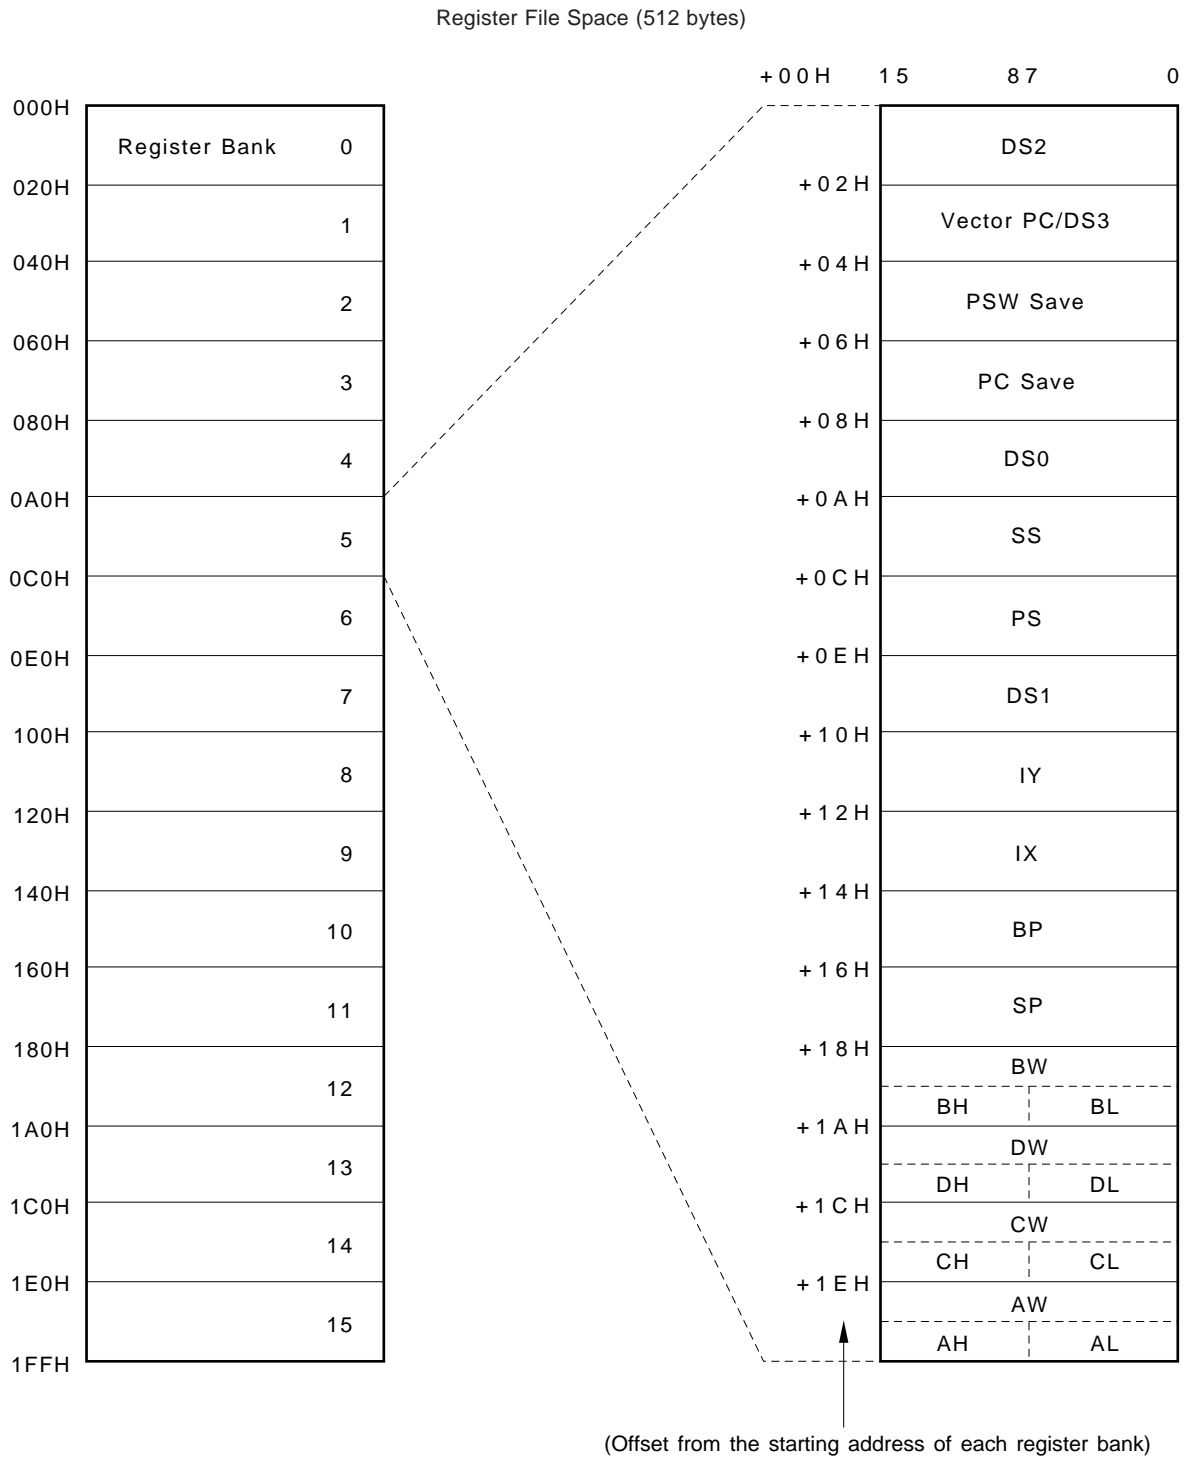 Register File Space (512 bytes)
+00H 15 87 0
000H
Register Bank 0
DS2
020H
+02H
1
Vector PC/DS3
040H
+04H
2
PSW Save
060H
+06H
3
PC Save
080H
+08H
4
DS0
0A0H
+0AH
5
SS
0C0H
+0CH
6
PS
0E0H
+0EH
7
DS1
100H
+10H
8
IY
120H
+12H
9
IX
140H
+14H
10
BP
160H
+16H
11
SP
180H
+18H
12
BW
BH BL
1A0H
+1AH
13
DW
DH DL
1C0H
+1CH
14
CW
CH CL
1E0H
+1EH
15
AW
AH AL
1FFH
(Offset from the starting address of each register bank)